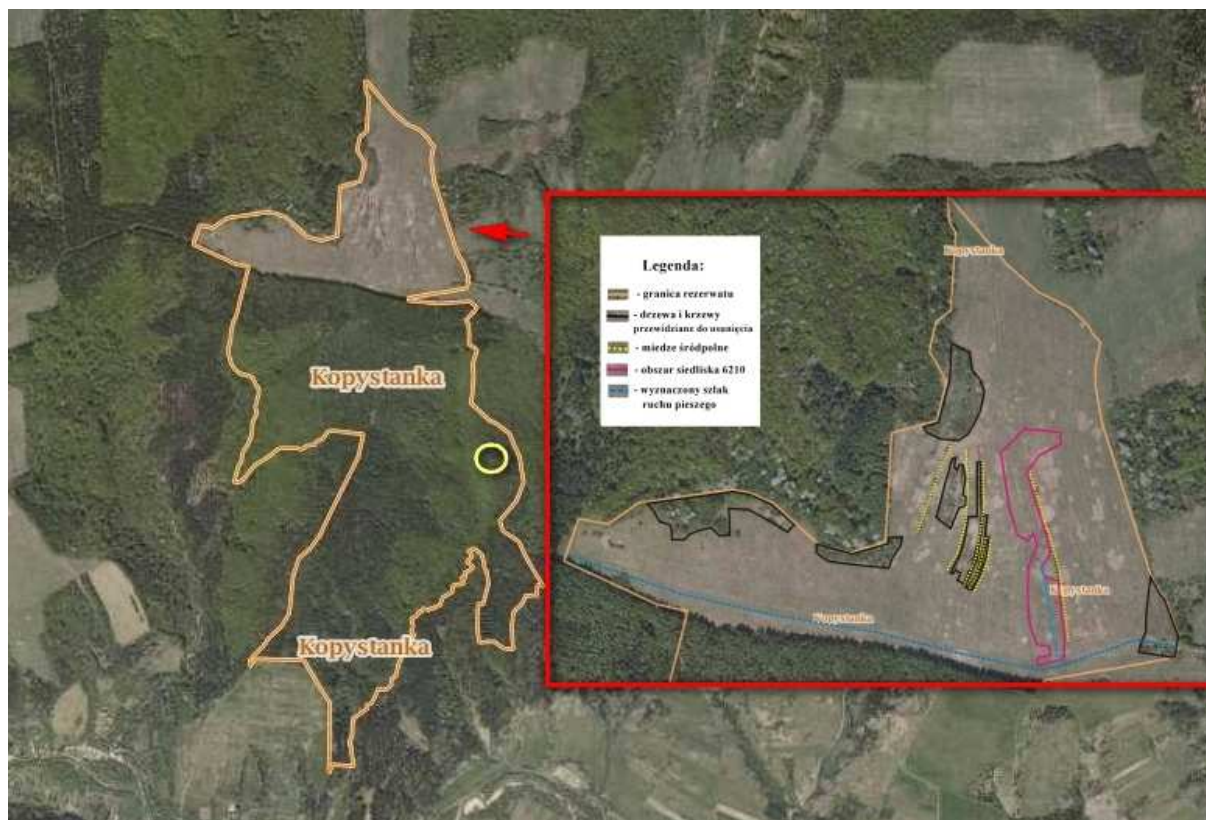 Kopystanka
Kopystanka
Kopystanka
Legenda:
- granica rezerwatu
- drzewa i krzewy
przewidziane do usunięcia
- miedze śródpolne
- obszar siedliska 6210
- wyznaczony szlak
ruchu pieszego
Kopystanka
Kopystanka